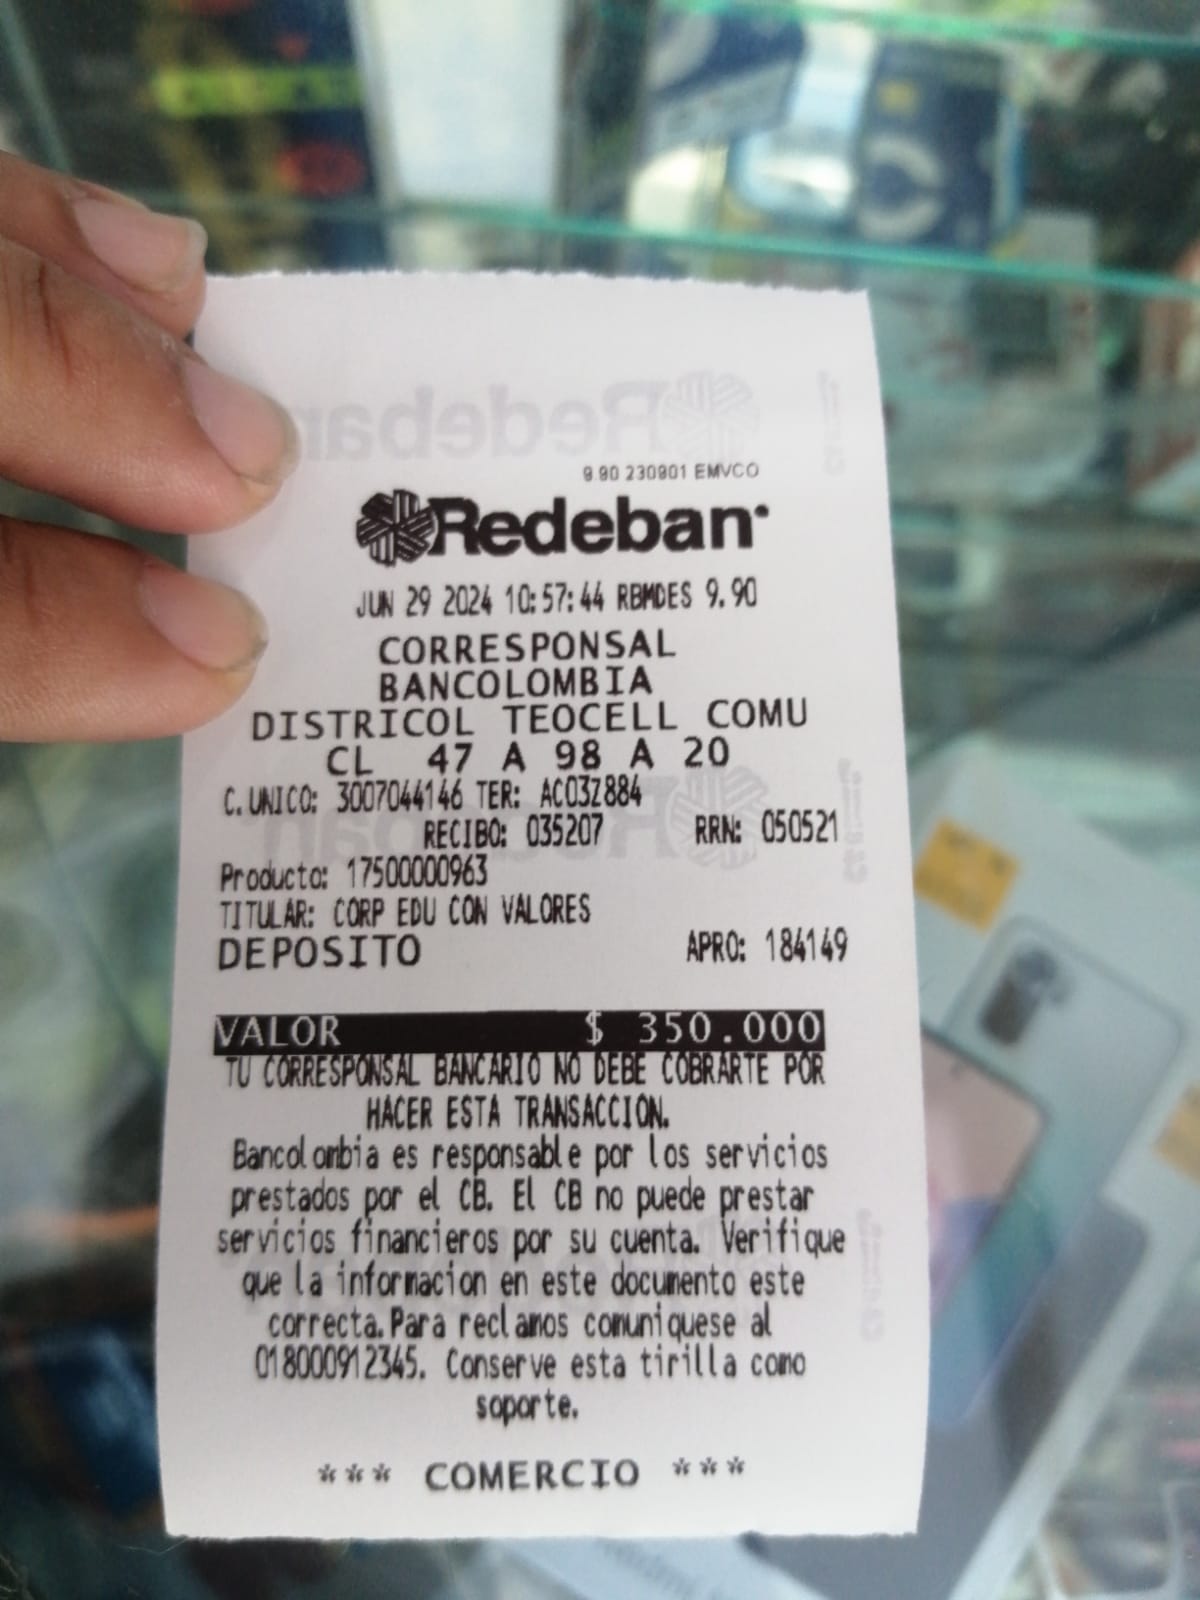 9.90 230901 EMVCO
Redeban
JUN 29 2024 10:57:44 RBMDES 9.90
CORRESPONSAL
BANCOLOMBIA
DISTRICOL TEOCELL COMU
CL 47 A 98 A 20
C. UNICO: 3007044146 TER: AC03Z884
RECIBO: 035207 RRN: 050521
Producto: 17500000963
TITULAR: CORP EDU CON VALORES
DEPOSITO APRO: 184149
VALOR $ 350.000
TU CORRESPONSAL BANCARIO NO DEBE COBRARTE POR
HACER ESTA TRANSACCION.
Bancolombia es responsable por los servicios
prestados por el CB. El CB no puede prestar
servicios financieros por su cuenta. Verifique
que la informacion en este documento este
correcta. Para reclamos comuniquese al
018000912345. Conserve esta tirilla como
soporte.
*** COMERCIO ***